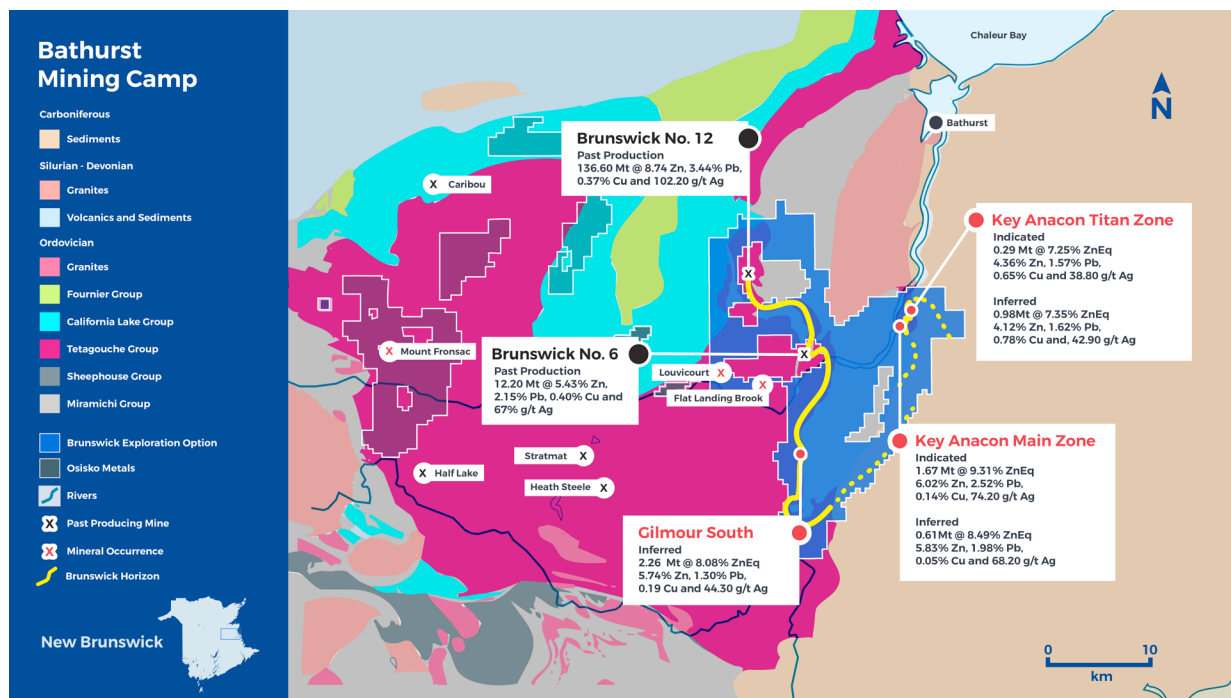 Bathurst
Mining Camp
Carboniferous
Sediments
Silurian - Devonian
Granites
Volcanics and Sediments
Ordovician
Granites
Fournier Group
California Lake Group
Tetagouche Group
Sheephouse Group
Miramichi Group
Brunswick Exploration Option
Osisko Metals
Rivers
X Past Producing Mine
X Mineral Occurrence
Brunswick Horizon
New Brunswick
Chaleur Bay
N
Bathurst
Brunswick No. 12
Past Production
136.60 Mt @ 8.74 Zn, 3.44% Pb,
0.37% Cu and 102.20 g/t Ag
X Caribou
Key Anacon Titan Zone
Indicated
0.29 Mt @ 7.25% ZnEq
4.36% Zn, 1.57% Pb,
0.65% Cu and 38.80 g/t Ag
Inferred
0.98Mt @ 7.35% ZnEq
4.12% Zn, 1.62% Pb,
0.78% Cu and, 42.90 g/t Ag
X
X Mount Fronsac
Brunswick No. 6
Past Production
12.20 Mt @ 5.43% Zn,
2.15% Pb, 0.40% Cu and
67% g/t Ag
X
Louvicourt X
Flat Landing Brook X
Key Anacon Main Zone
Indicated
1.67 Mt @ 9.31% ZnEq
6.02% Zn, 2.52% Pb,
0.14% Cu, 74.20 g/t Ag
Inferred
0.61Mt @ 8.49% ZnEq
5.83% Zn, 1.98% Pb,
0.05% Cu and 68.20 g/t Ag
Stratmat X
X Half Lake
Heath Steele X
Gilmour South
Inferred
2.26 Mt @ 8.08% ZnEq
5.74% Zn, 1.30% Pb,
0.19 Cu and 44.30 g/t Ag
0 10
km